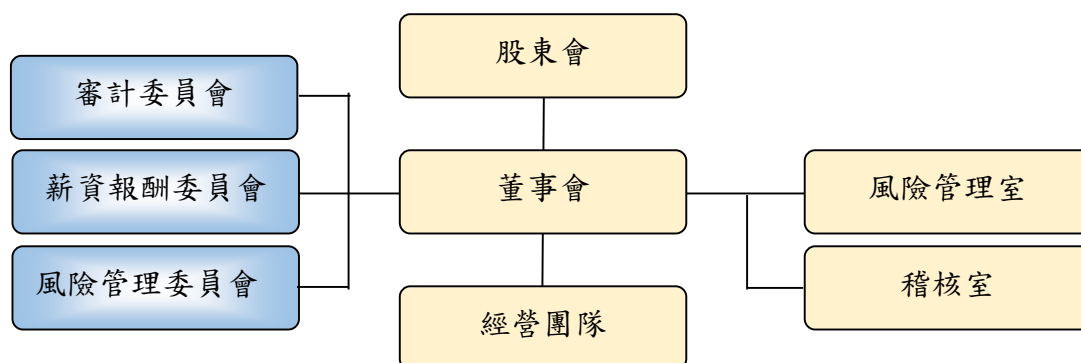 股東會
審計委員會
薪資報酬委員會
董事會
風險管理室
風險管理委員會
稽核室
經營團隊